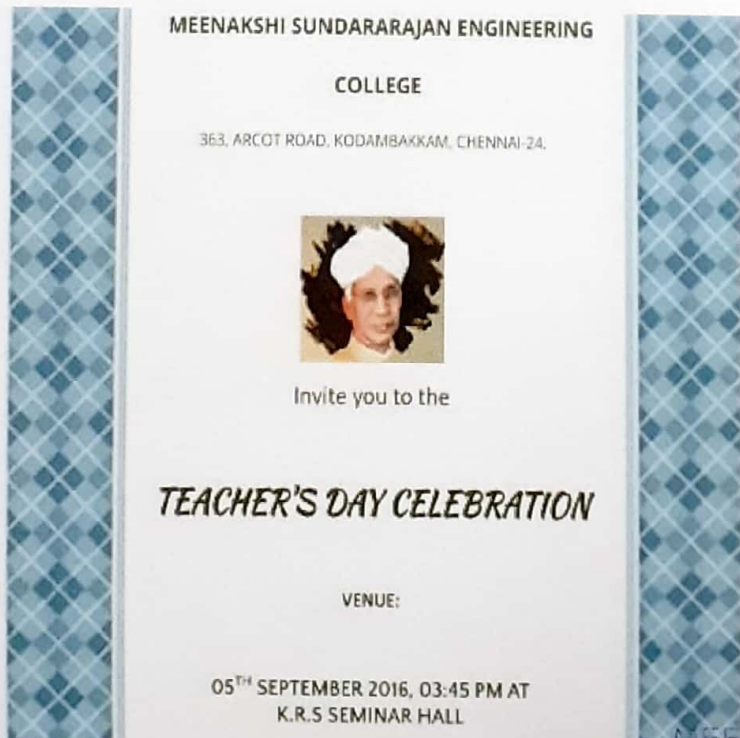 MEENAKSHI SUNDARARAJAN ENGINEERING
COLLEGE
363, ARCOT ROAD, KODAMBAKKAM, CHENNAI-24.
Invite you to the
TEACHER'S DAY CELEBRATION
VENUE:
05TH SEPTEMBER 2016, 03:45 PM AT
K.R.S SEMINAR HALL